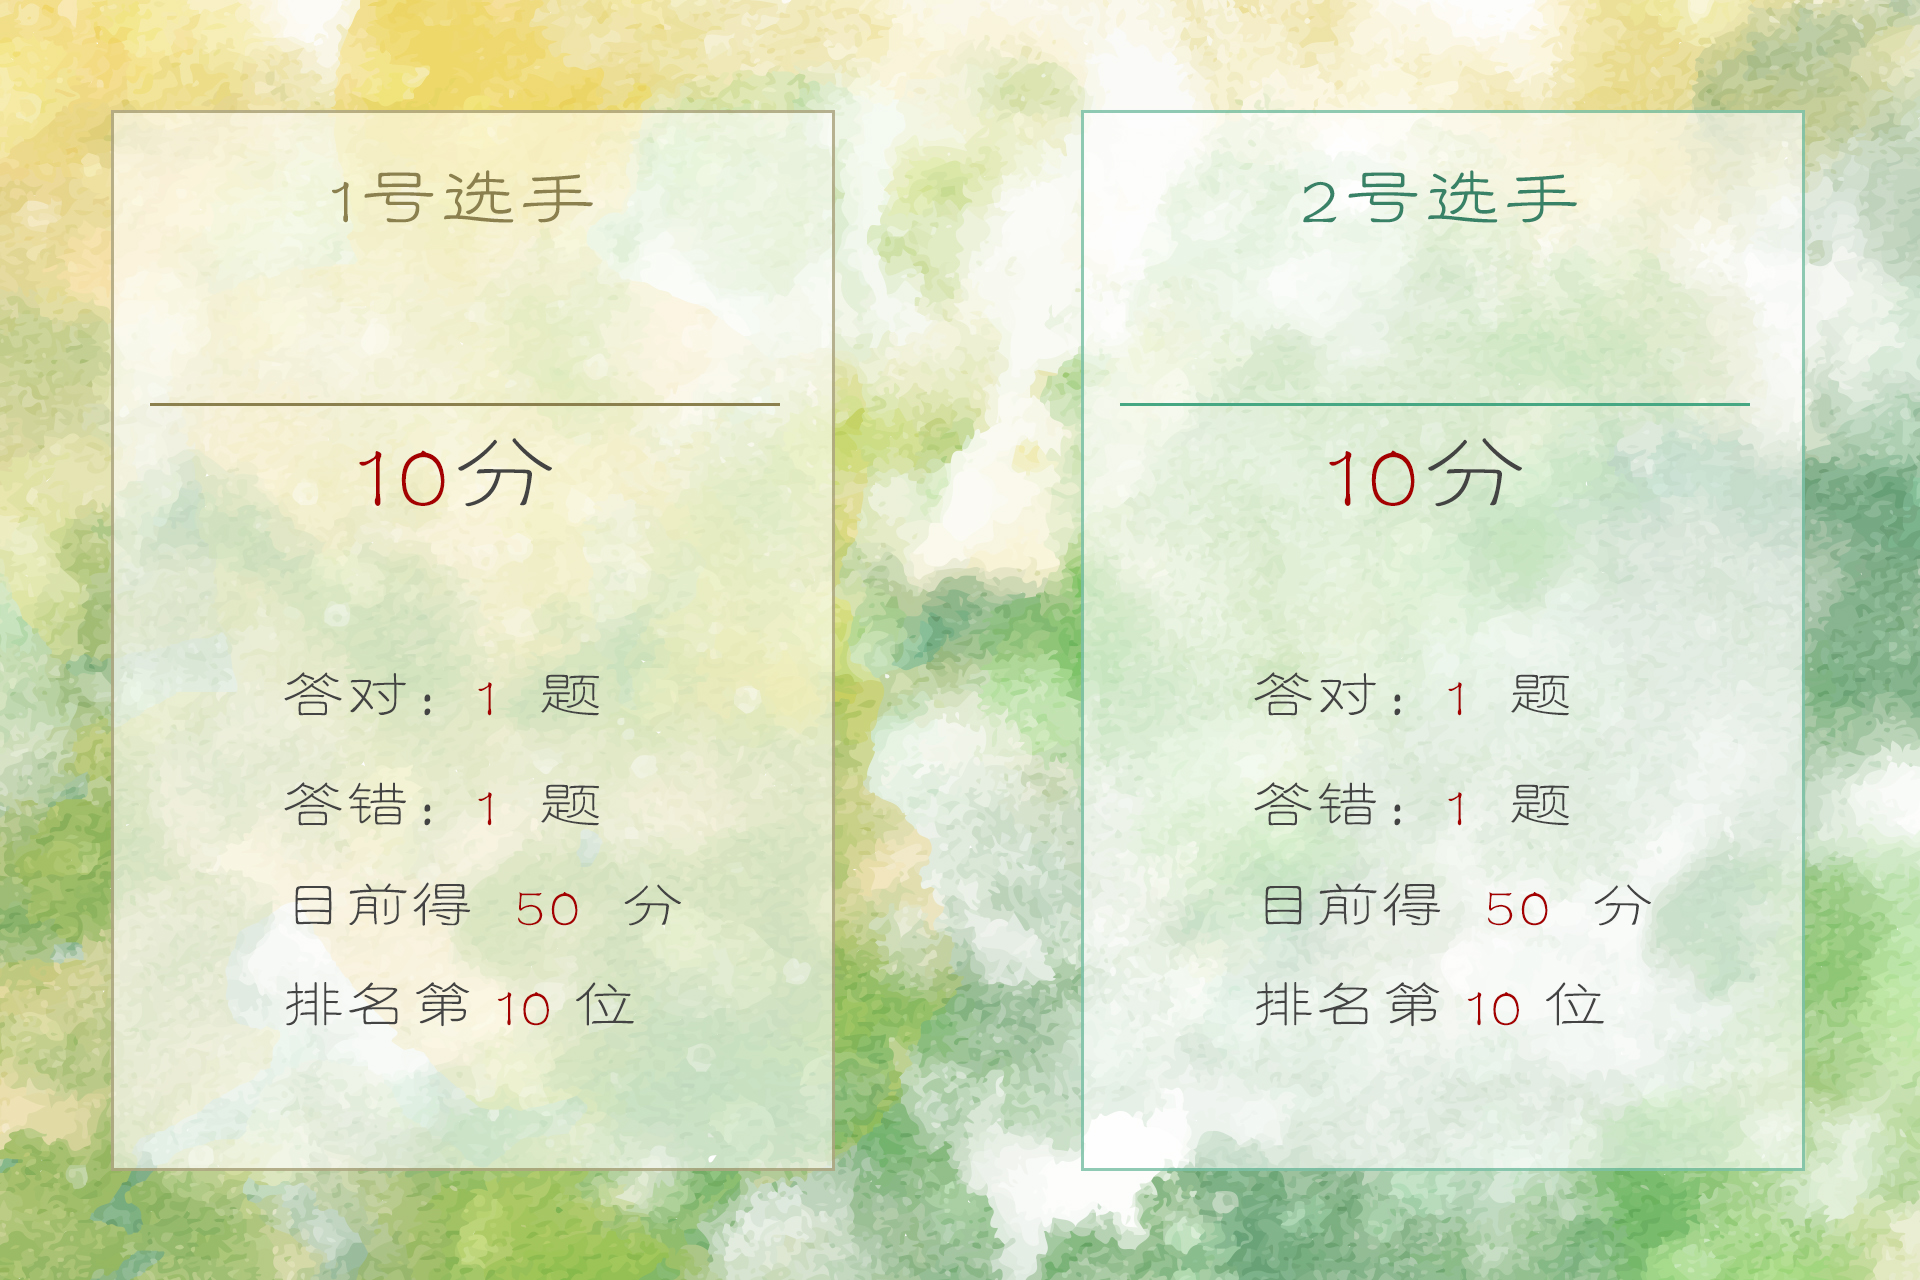 1号选手
10分
答对：1 题
答错：1 题
目前得 50 分
排名第 10 位
2号选手
10分
答对：1 题
答错：1 题
目前得 50 分
排名第 10 位